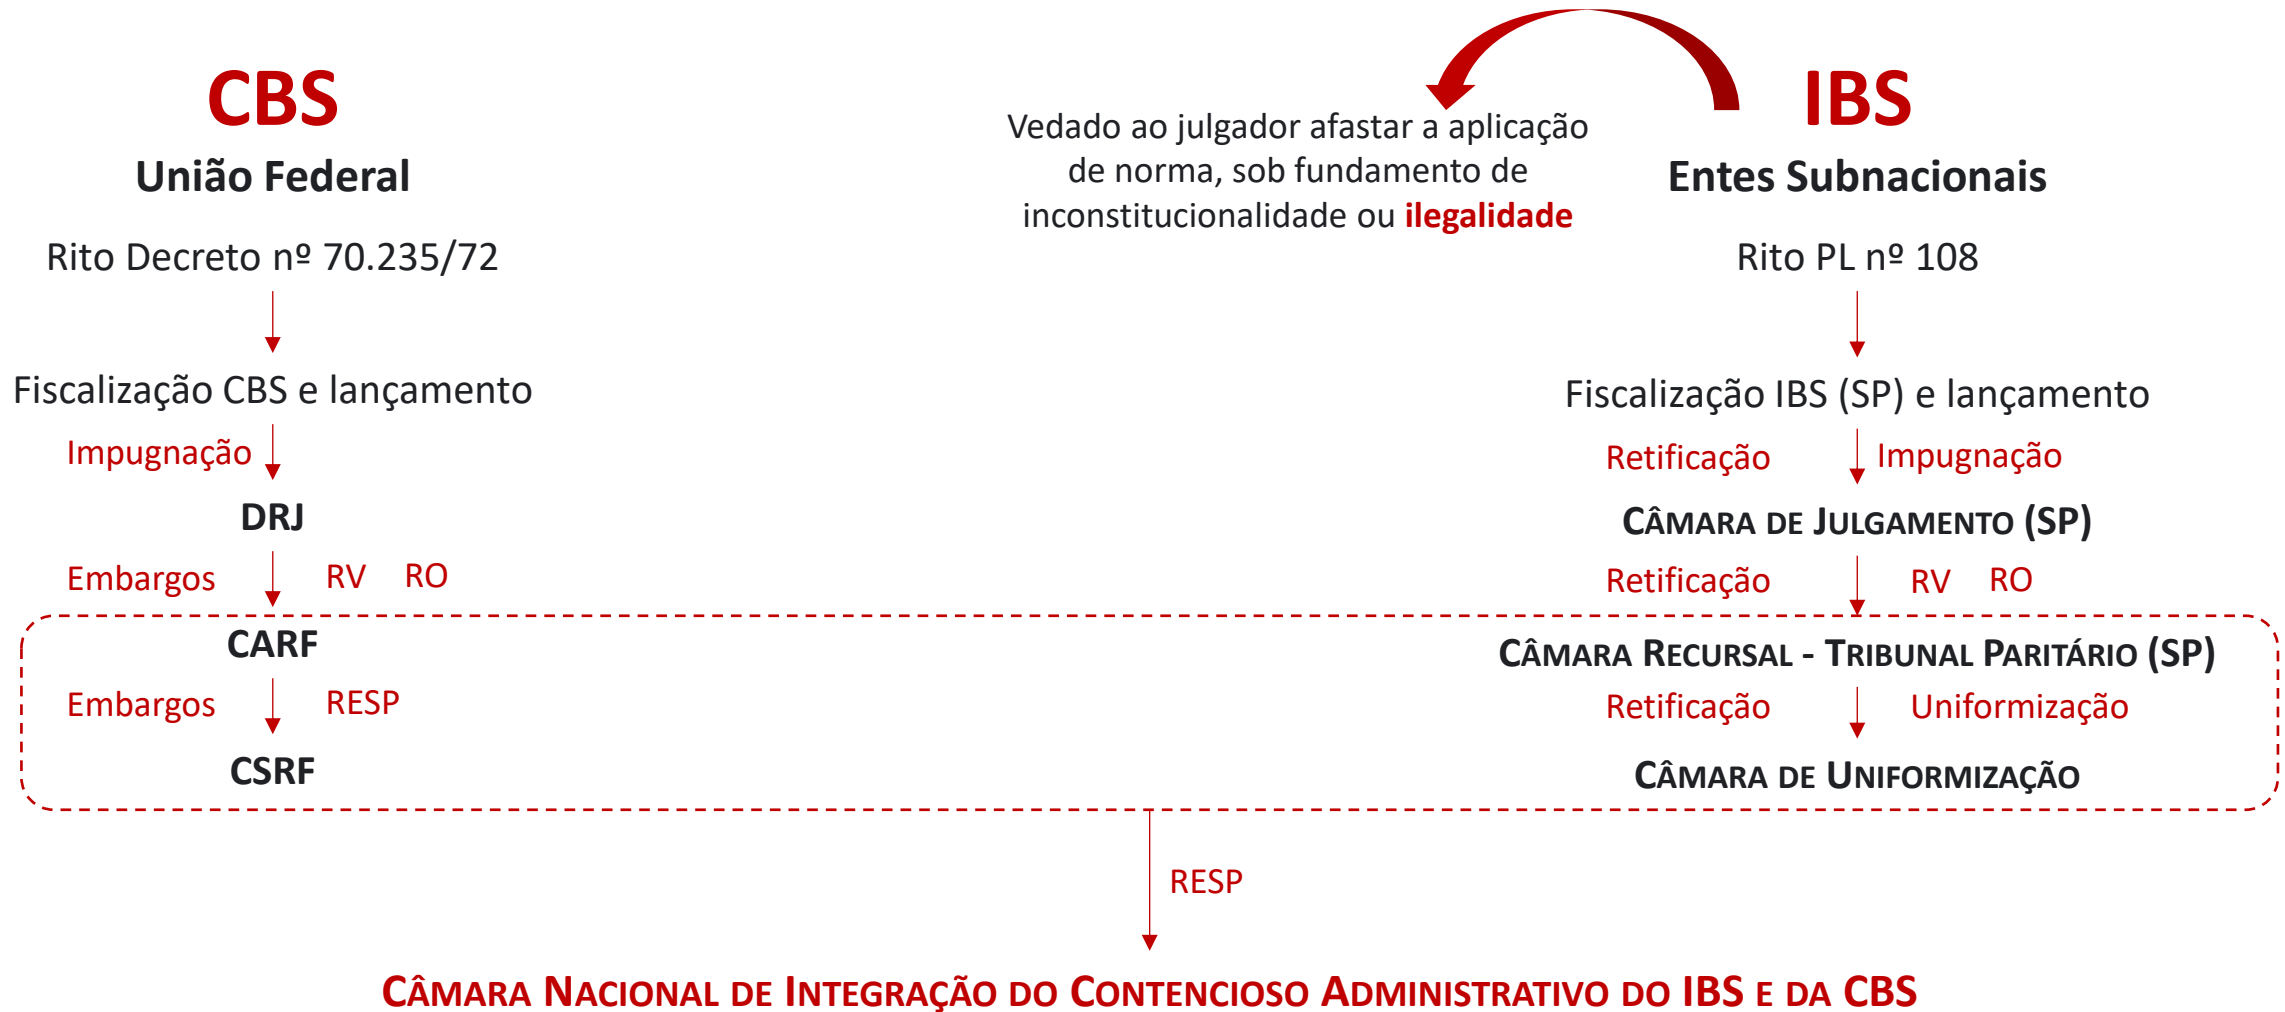 CBS
União Federal
Rito Decreto nº 70.235/72
Fiscalização CBS e lançamento
Impugnação
DRJ
Embargos RV RO
CARF
Embargos RESP
CSRF
Vedado ao julgador afastar a aplicação
de norma, sob fundamento de
inconstitucionalidade ou ilegalidade
IBS
Entes Subnacionais
Rito PL nº 108
Fiscalização IBS (SP) e lançamento
Retificação Impugnação
CÂMARA DE JULGAMENTO (SP)
Retificação RV RO
CÂMARA RECURSAL - TRIBUNAL PARITÁRIO (SP)
Retificação Uniformização
CÂMARA DE UNIFORMIZAÇÃO
RESP
CÂMARA NACIONAL DE INTEGRAÇÃO DO CONTENCIOSO ADMINISTRATIVO DO IBS E DA CBS